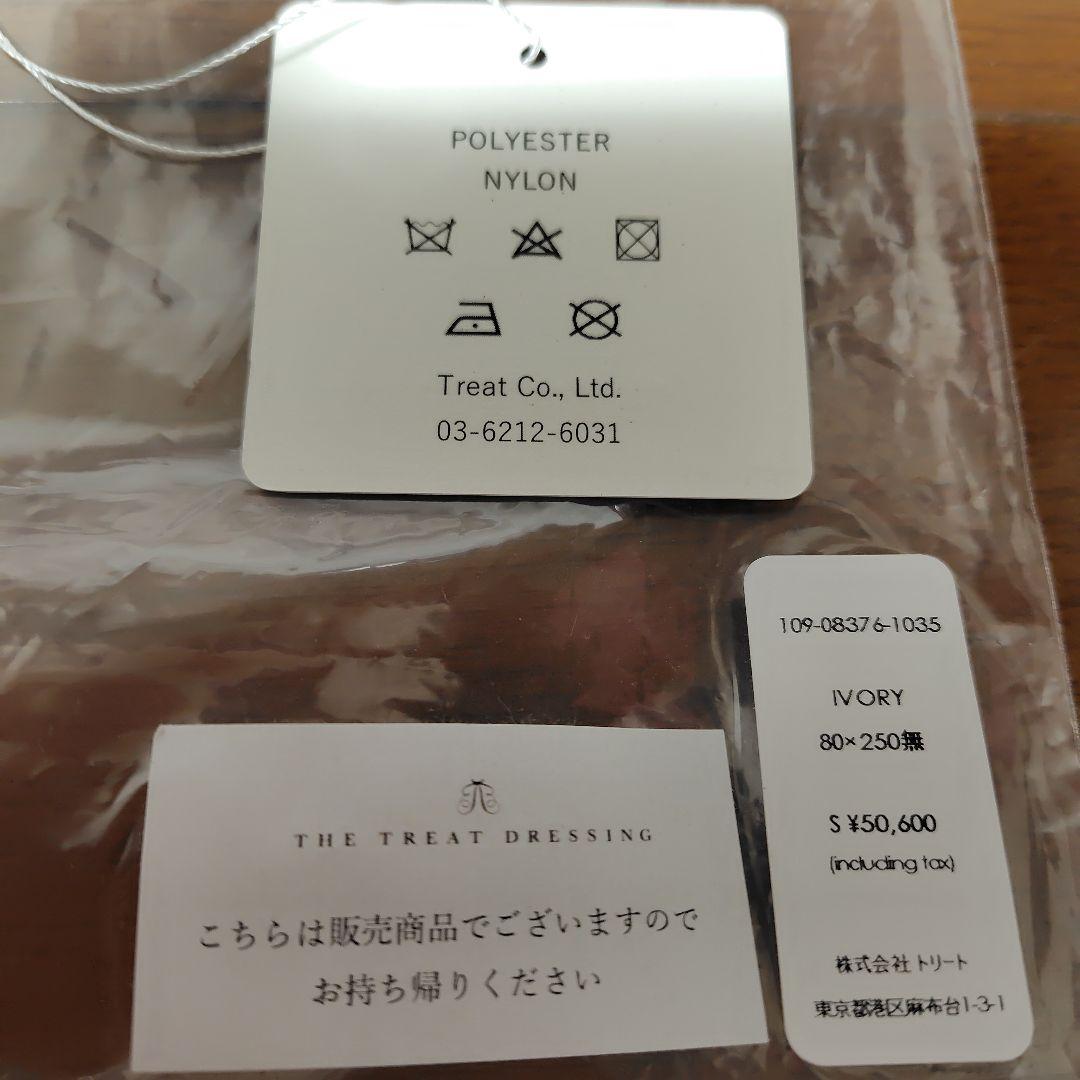 POLYESTER
NYLON
Treat Co., Ltd.
03-6212-6031
109-08376-1035
IVORY
80×250無
S ¥50,600
(including tax)
株式会社トリート
東京都港区麻布台1-3-1
THE TREAT DRESSING
こちらは販売商品でございますので
お持ち帰りください